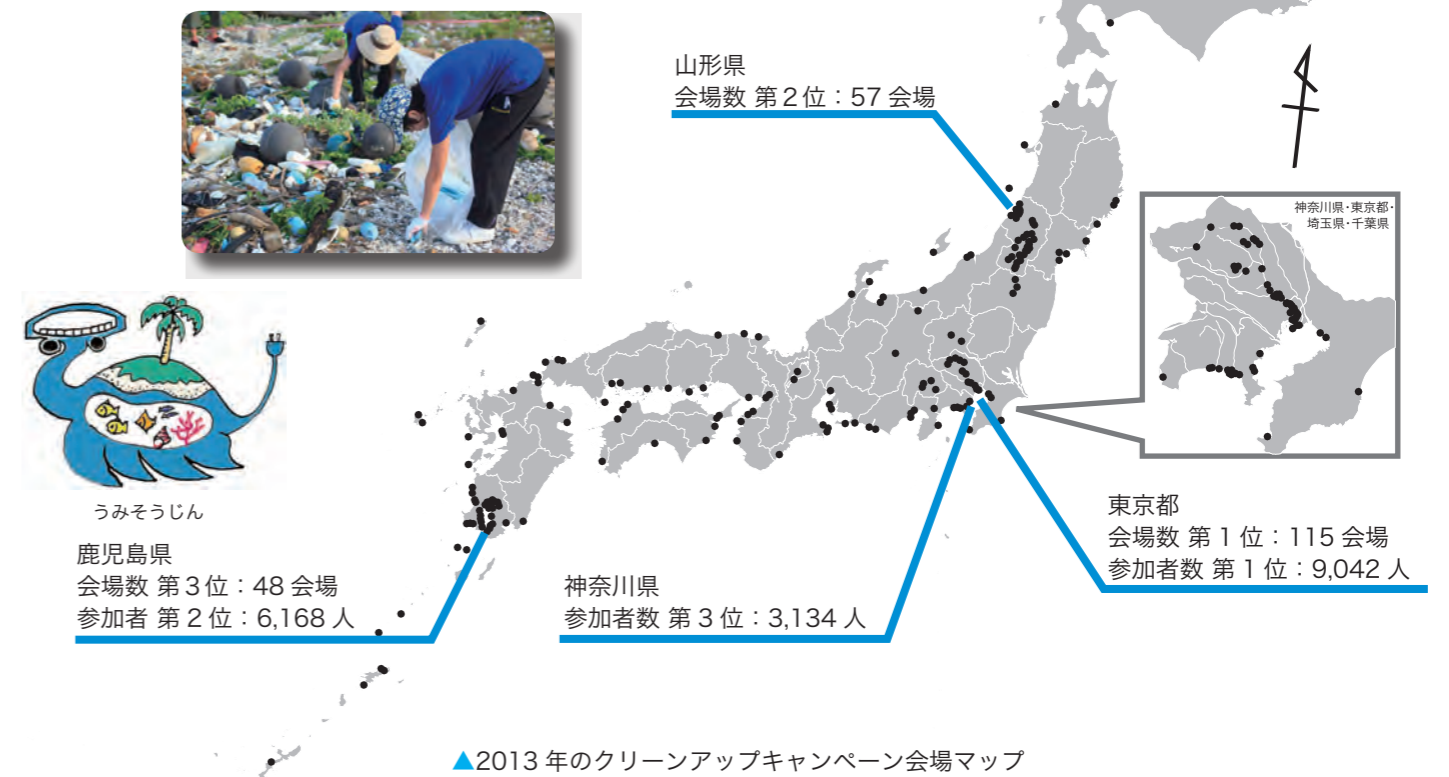 山形県
会場数 第2位：57 会場
神奈川県・東京都・
埼玉県・千葉県
うみそうじん
鹿児島県
会場数 第3位：48 会場
参加者 第2位：6,168 人
神奈川県
参加者数 第3位：3,134 人
東京都
会場数 第1位：115 会場
参加者数 第1位：9,042 人
▲2013 年のクリーンアップキャンペーン会場マップ